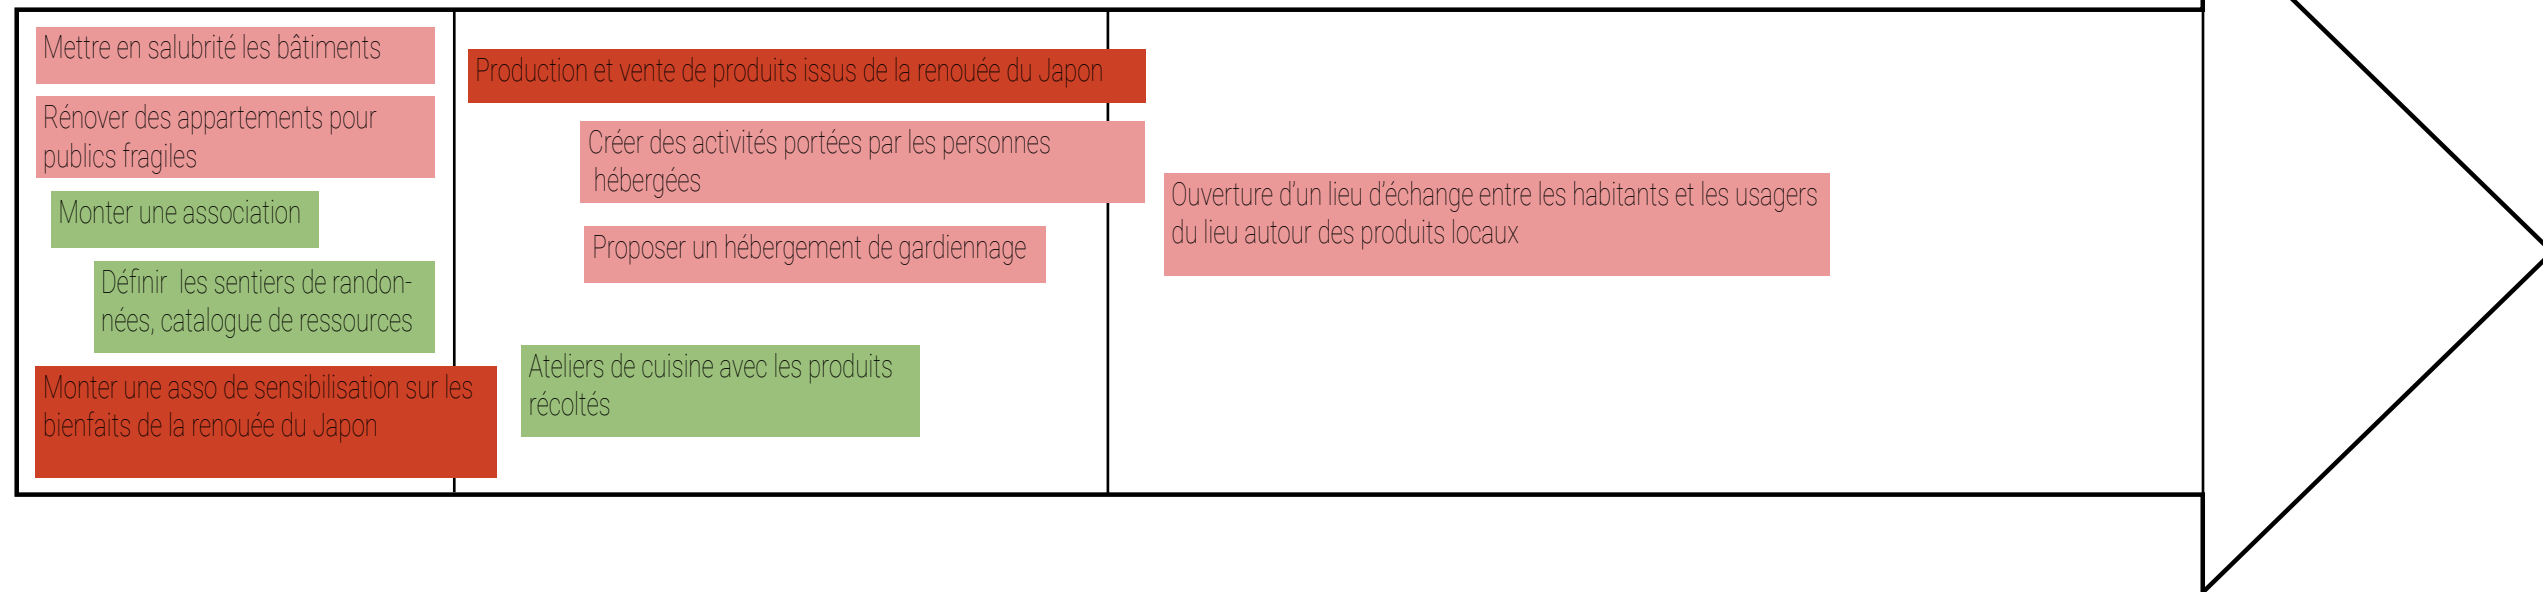 Mettre en salubrité les bâtiments
Rénover des appartements pour
publics fragiles
Monter une association
Définir  les sentiers de randon-
nées, catalogue de ressources
Monter une asso de sensibilisation sur les
bienfaits de la renouée du Japon
Production et vente de produits issus de la renouée du Japon
Créer des activités portées par les personnes
hébergées
Proposer un hébergement de gardiennage
Ateliers de cuisine avec les produits
récoltés
Ouverture d’un lieu d’échange entre les habitants et les usagers
du lieu autour des produits locaux